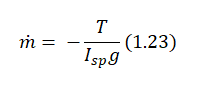 ṁ = − T / I_sp g (1.23)